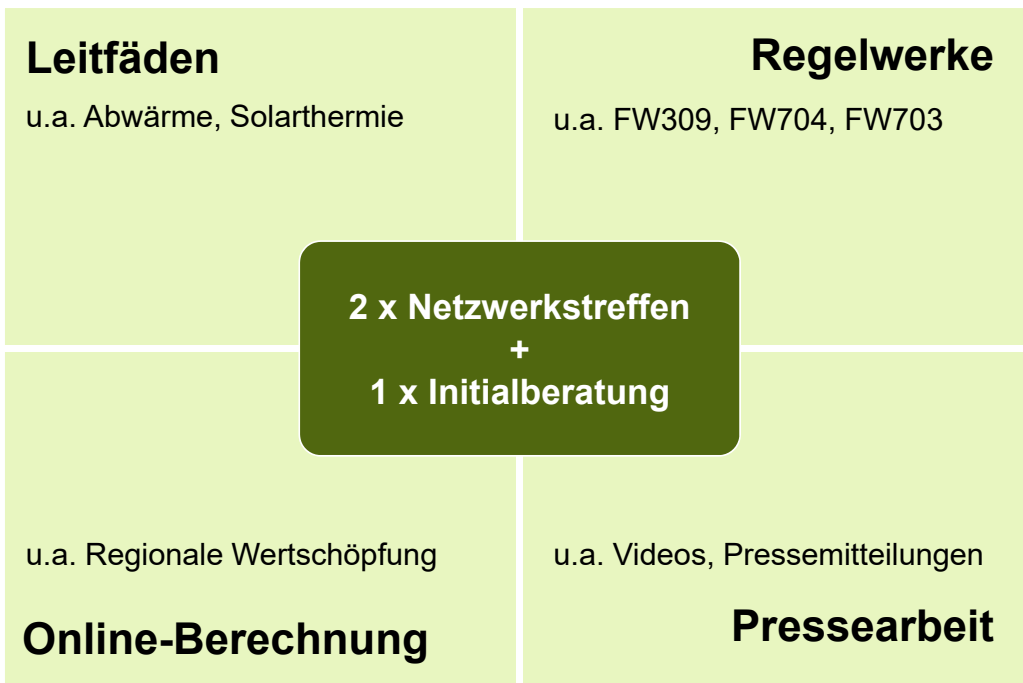 Leitfäden
u.a. Abwärme, Solarthermie
Regelwerke
u.a. FW309, FW704, FW703
2 x Netzwerkstreffen
+
1 x Initialberatung
u.a. Regionale Wertschöpfung
Online-Berechnung
u.a. Videos, Pressemitteilungen
Pressearbeit